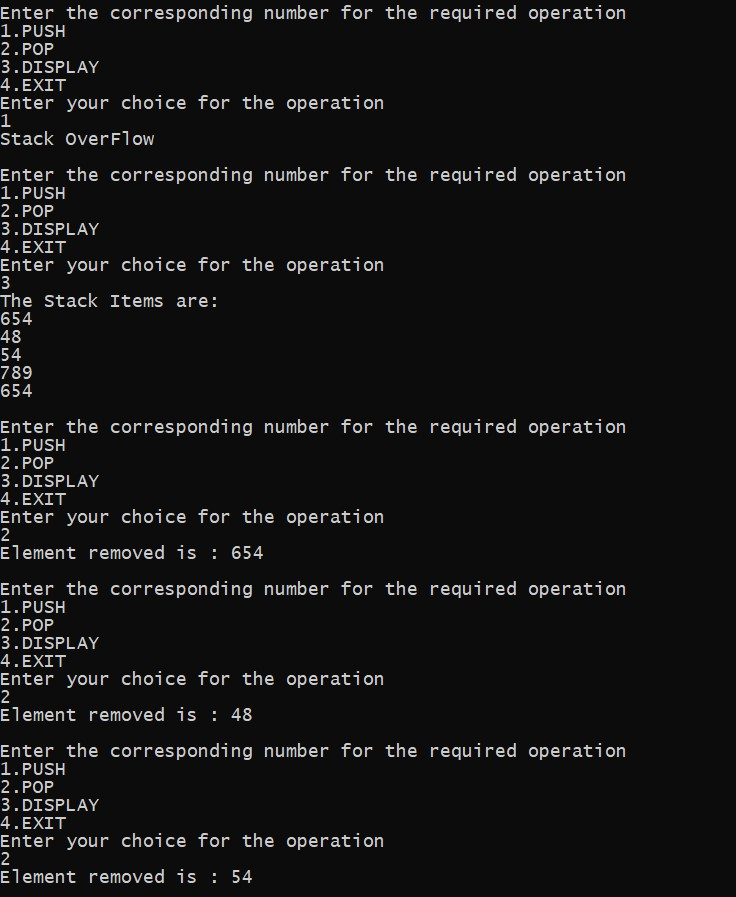 Enter the corresponding number for the required operation
1.PUSH
2.POP
3.DISPLAY
4.EXIT
Enter your choice for the operation
1
Stack OverFlow
Enter the corresponding number for the required operation
1.PUSH
2.POP
3.DISPLAY
4.EXIT
Enter your choice for the operation
3
The Stack Items are:
654
48
54
789
654
Enter the corresponding number for the required operation
1.PUSH
2.POP
3.DISPLAY
4.EXIT
Enter your choice for the operation
2
Element removed is : 654
Enter the corresponding number for the required operation
1.PUSH
2.POP
3.DISPLAY
4.EXIT
Enter your choice for the operation
2
Element removed is : 48
Enter the corresponding number for the required operation
1.PUSH
2.POP
3.DISPLAY
4.EXIT
Enter your choice for the operation
2
Element removed is : 54